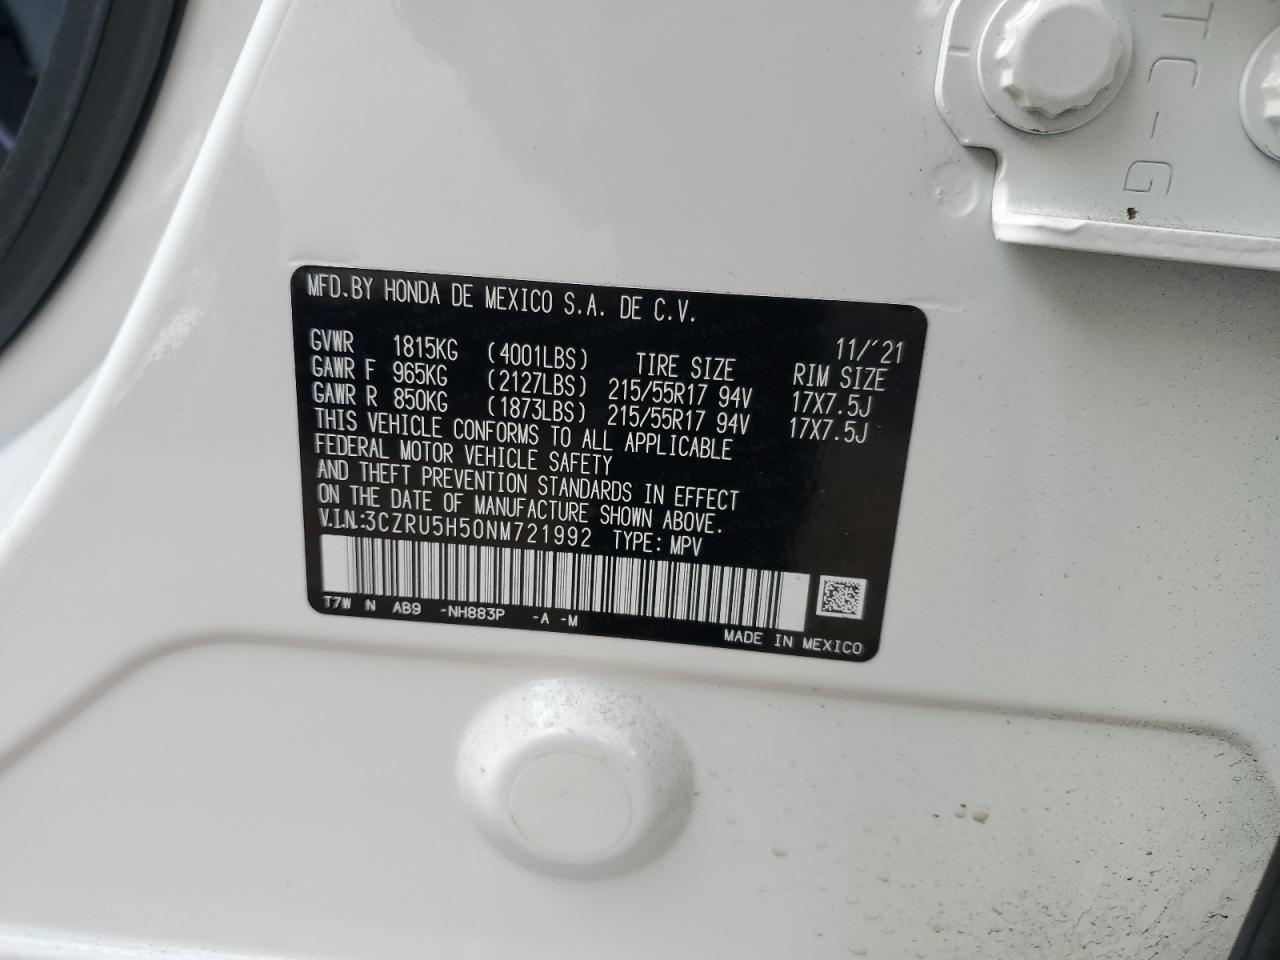 TC-G
MFD.BY HONDA DE MEXICO S.A. DE C.V.
11/'21
GVWR 1815KG (4001LBS) TIRE SIZE RIM SIZE
GAWR F 965KG (2127LBS) 215/55R17 94V 17X7.5J
GAWR R 850KG (1873LBS) 215/55R17 94V 17X7.5J
THIS VEHICLE CONFORMS TO ALL APPLICABLE
FEDERAL MOTOR VEHICLE SAFETY
AND THEFT PREVENTION STANDARDS IN EFFECT
ON THE DATE OF MANUFACTURE SHOWN ABOVE.
V.I.N.:3CZRU5H50NM721992 TYPE: MPV
T7W N AB9 -NH883P -A -M
MADE IN MEXICO